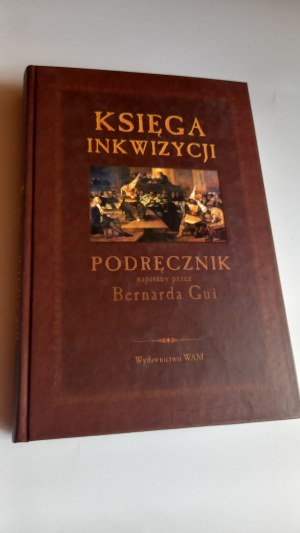 KSIĘGA
INKWIZYCJI
PODRĘCZNIK
napisany przez
Bernarda Gui
Wydawnictwo WAM